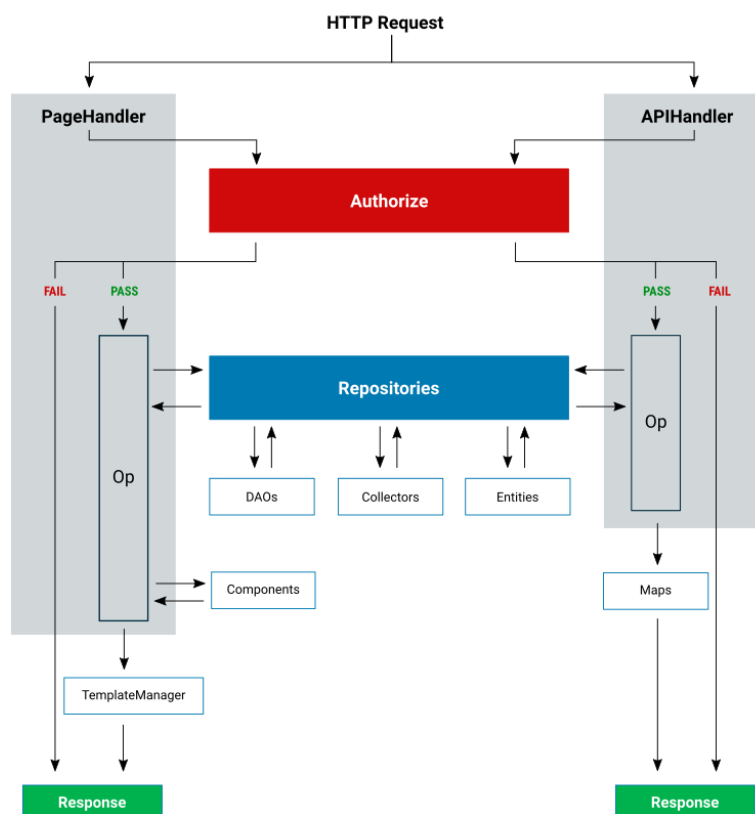 HTTP Request
PageHandler
APIHandler
Authorize
FAIL
PASS
PASS
FAIL
Repositories
Op
Op
DAOs
Collectors
Entities
Components
Maps
TemplateManager
Response
Response